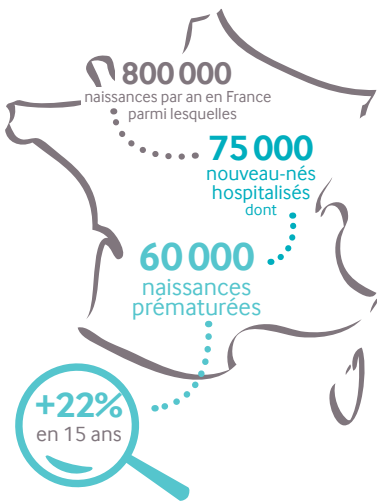 800 000
naissances par an en France
parmi lesquelles
75 000
nouveau-nés
hospitalisés
dont
60 000
naissances
prématurées
+22%
en 15 ans